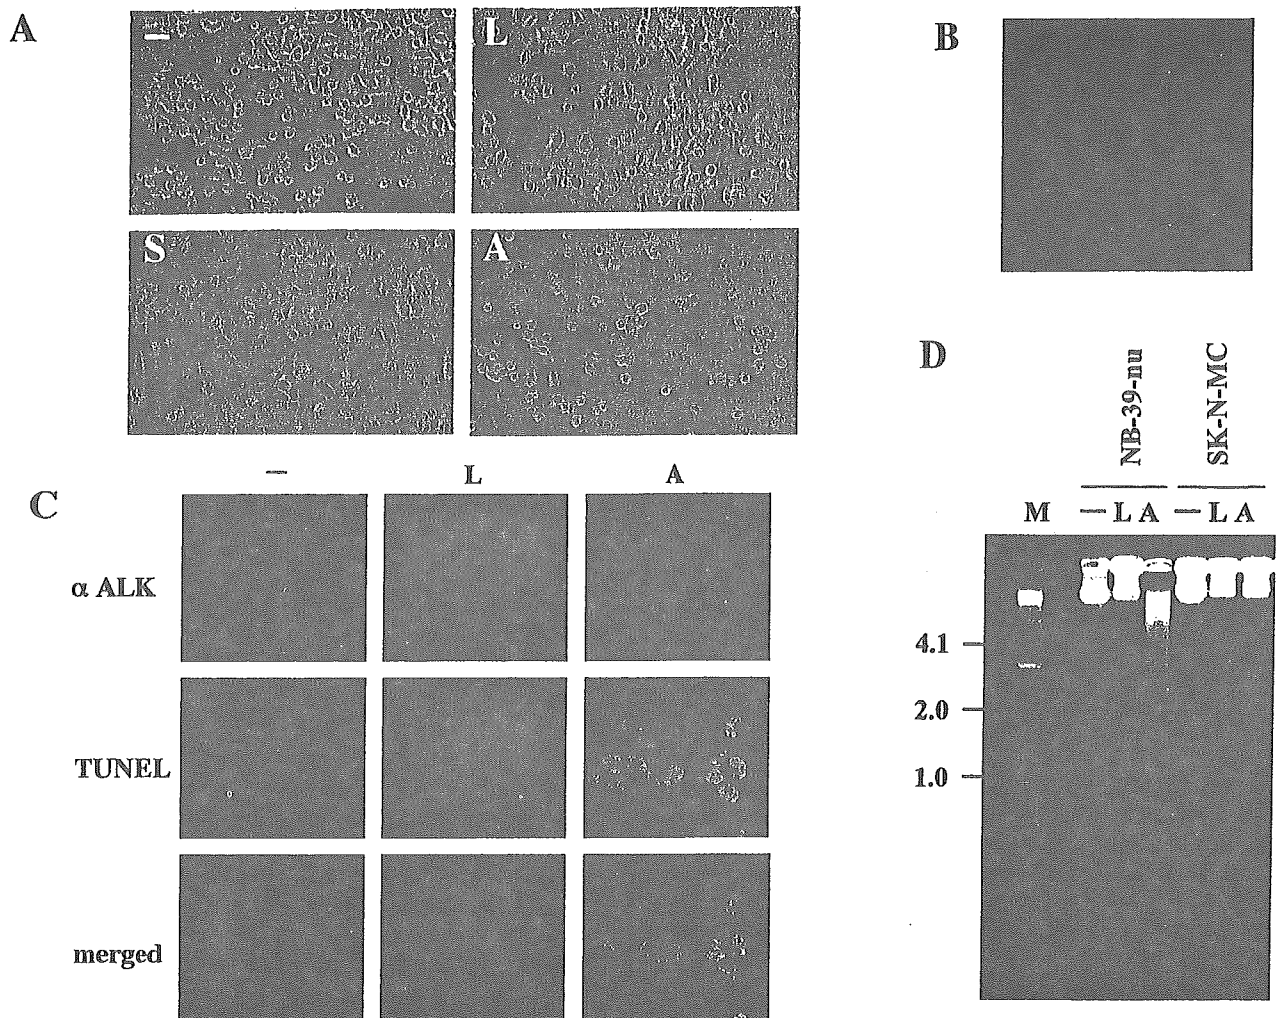 A
B
–
L
S
A
C
– L A
α ALK
TUNEL
merged
D
NB-39-nu
SK-N-MC
M – L A – L A
4.1
2.0
1.0